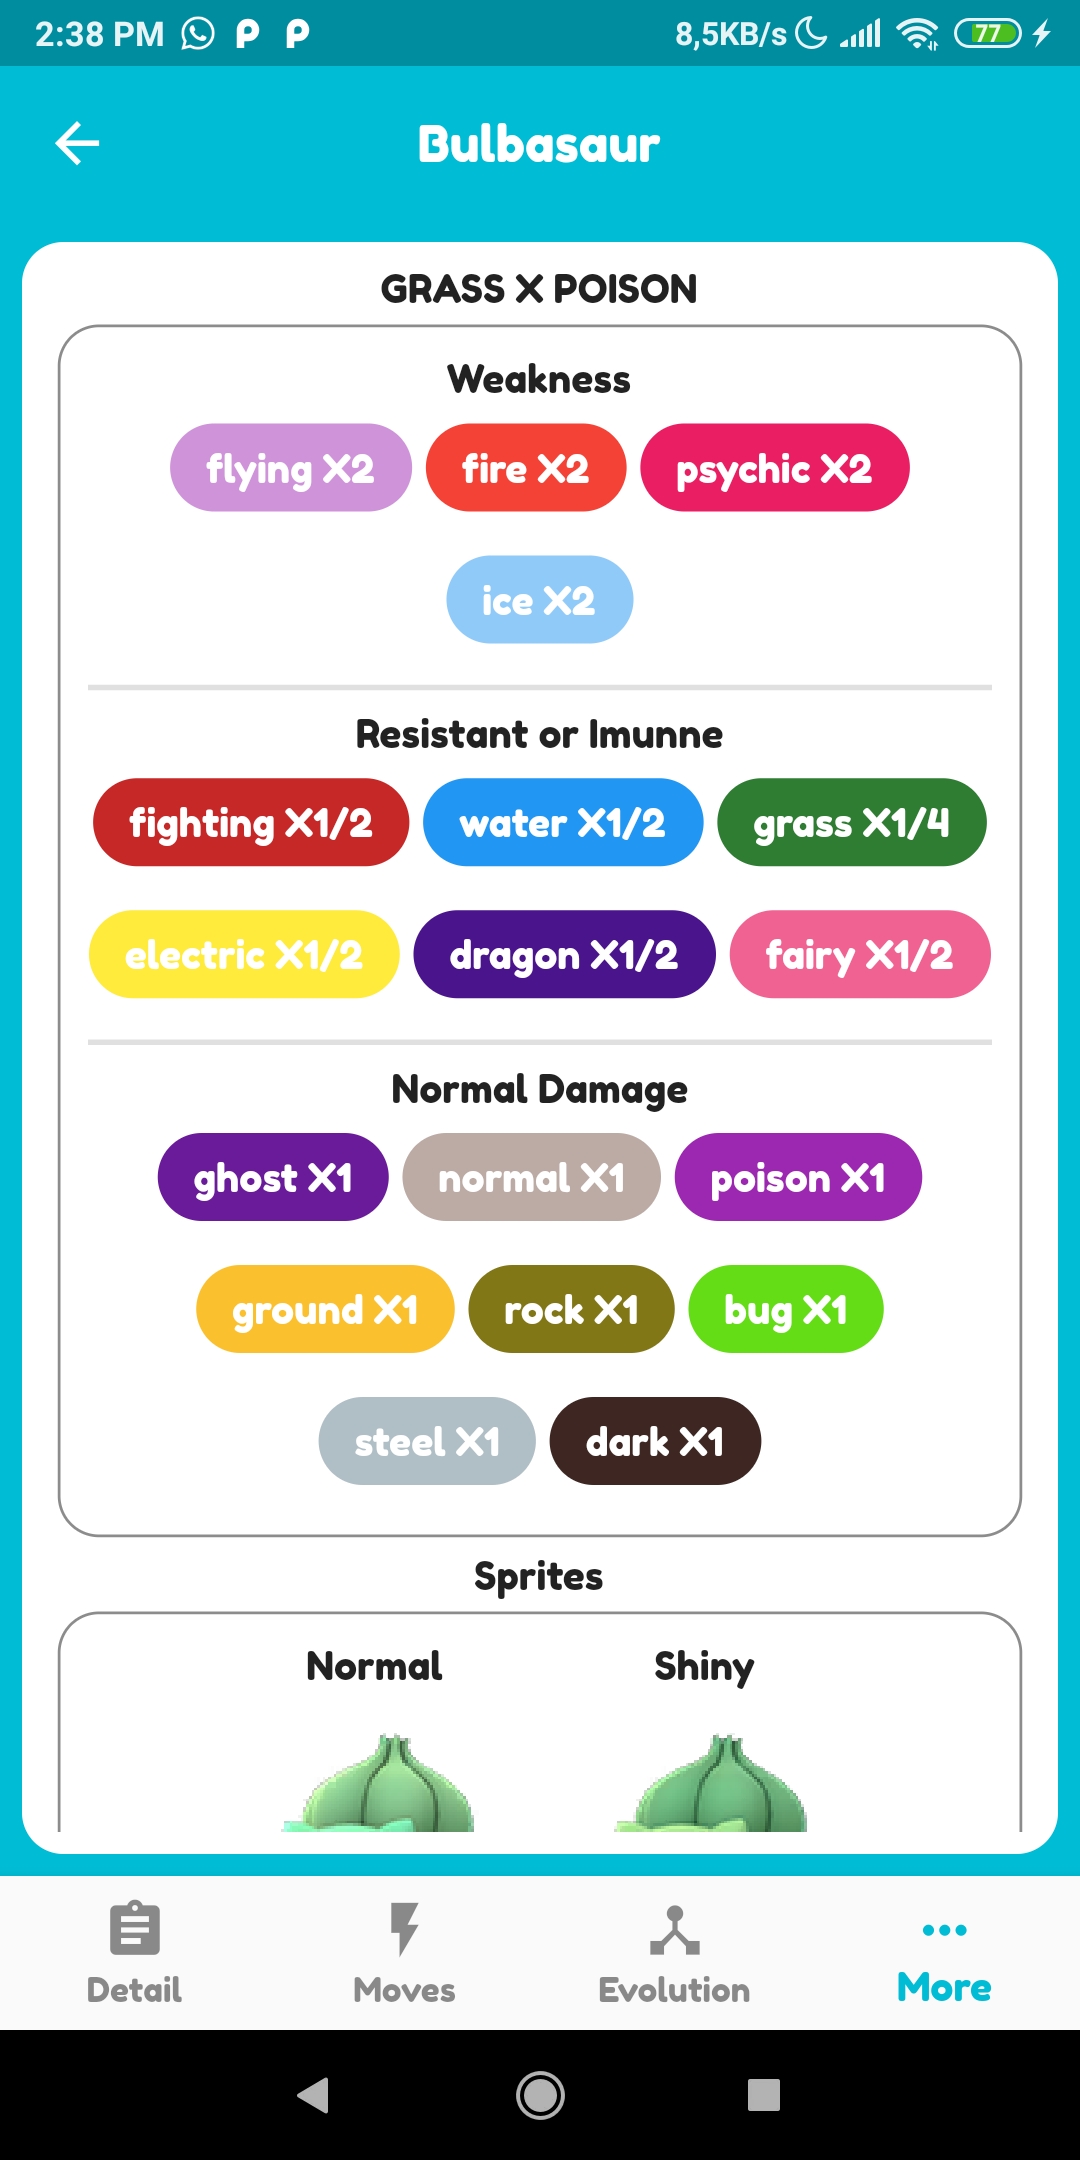 2:38 PM 8,5KB/s 77
Bulbasaur
GRASS X POISON
Weakness
flying X2 fire X2 psychic X2
ice X2
Resistant or Imunne
fighting X1/2 water X1/2 grass X1/4
electric X1/2 dragon X1/2 fairy X1/2
Normal Damage
ghost X1 normal X1 poison X1
ground X1 rock X1 bug X1
steel X1 dark X1
Sprites
Normal Shiny
Detail Moves Evolution More